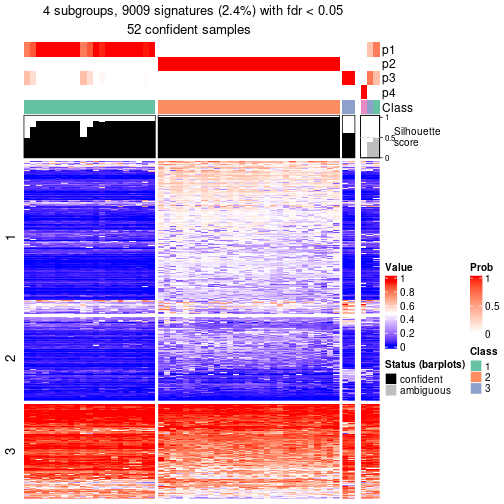 4 subgroups, 9009 signatures (2.4%) with fdr < 0.05
52 confident samples
p1
p2
p3
p4
Class
1
0.5
0
Silhouette
score
1
2
3
Value
1
0.8
0.6
0.4
0.2
0
Status (barplots)
confident
ambiguous
Prob
1
0.5
0
Class
1
2
3